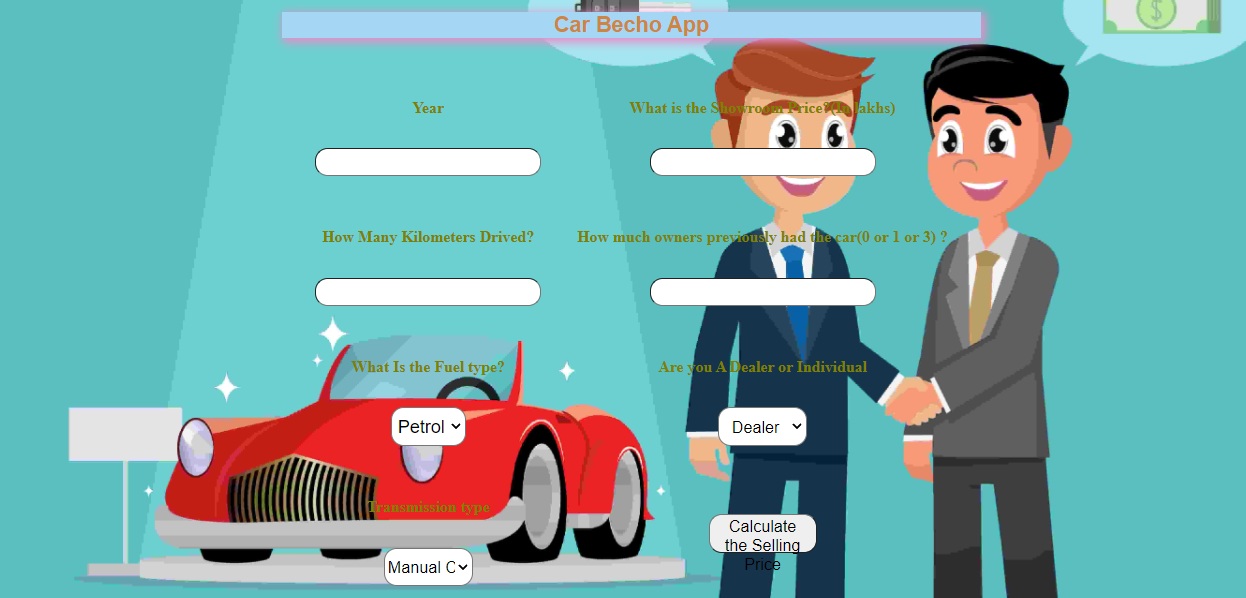 Car Becho App
Year
What is the Showroom Price?(In lakhs)
How Many Kilometers Drived?
How much owners previously had the car(0 or 1 or 3) ?
What Is the Fuel type?
Are you A Dealer or Individual
Petrol
Dealer
Transmission type
Calculate
the Selling
Price
Manual C